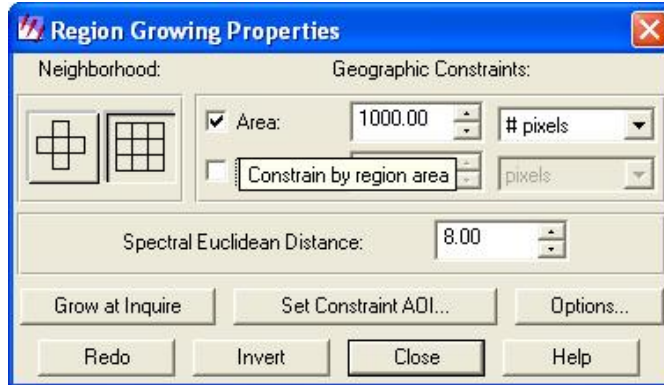 Region Growing Properties
Neighborhood: Geographic Constraints:
Area: 1000.00 # pixels
Constrain by region area pixels
Spectral Euclidean Distance: 8.00
Grow at Inquire Set Constraint AOI... Options...
Redo Invert Close Help